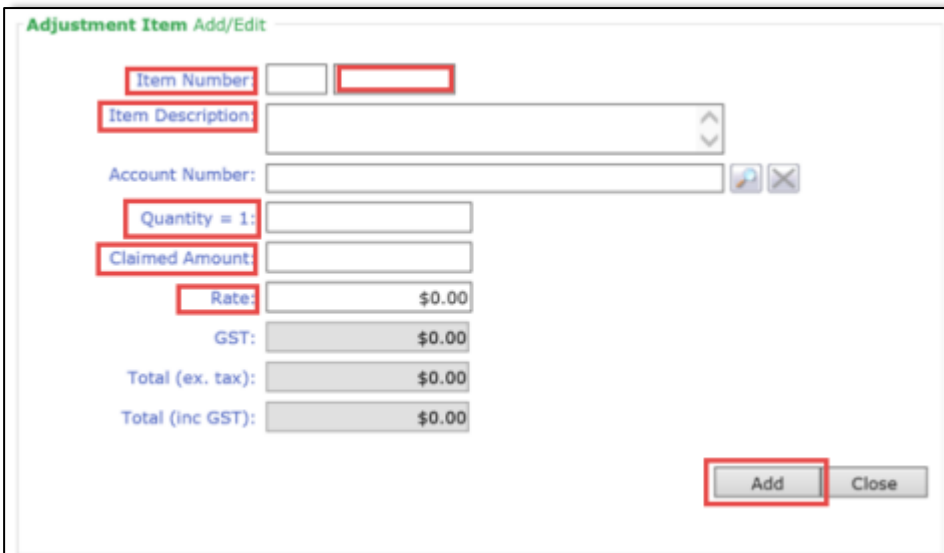 Adjustment Item Add/Edit
Item Number:
Item Description:
Account Number:
Quantity = 1:
Claimed Amount:
Rate: $0.00
GST: $0.00
Total (ex. tax): $0.00
Total (inc GST): $0.00
Add Close